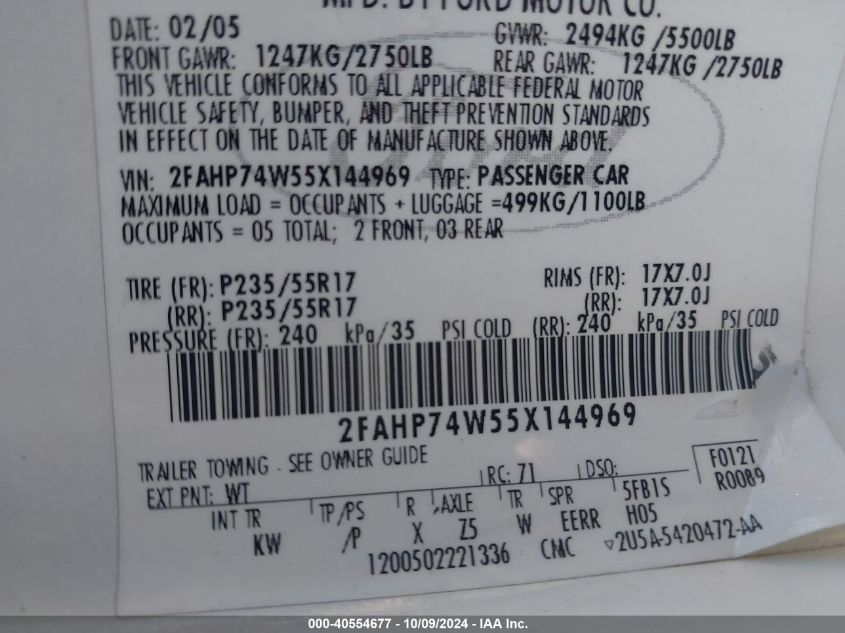 MFD. BY FORD MOTOR CO.
DATE: 02/05 GVWR: 2494KG /5500LB
FRONT GAWR: 1247KG/2750LB REAR GAWR: 1247KG /2750LB
THIS VEHICLE CONFORMS TO ALL APPLICABLE FEDERAL MOTOR
VEHICLE SAFETY, BUMPER, AND THEFT PREVENTION STANDARDS
IN EFFECT ON THE DATE OF MANUFACTURE SHOWN ABOVE.
VIN: 2FAHP74W55X144969 TYPE: PASSENGER CAR
MAXIMUM LOAD = OCCUPANTS + LUGGAGE =499KG/1100LB
OCCUPANTS = 05 TOTAL; 2 FRONT, 03 REAR
TIRE (FR): P235/55R17 RIMS (FR): 17X7.0J
(RR): P235/55R17 (RR): 17X7.0J
PRESSURE (FR): 240 kPa/35 PSI COLD (RR): 240 kPa/35 PSI COLD
2FAHP74W55X144969
TRAILER TOWING - SEE OWNER GUIDE
EXT PNT: WT RC: 71 DSO: F0121
R0089
INT TR TP/PS R AXLE TR SPR 5FB1S
KW /P X Z5 W EERR H05
1200502221336 CMC 2U5A-5420472-AA
000-40554677 - 10/09/2024 - IAA Inc.